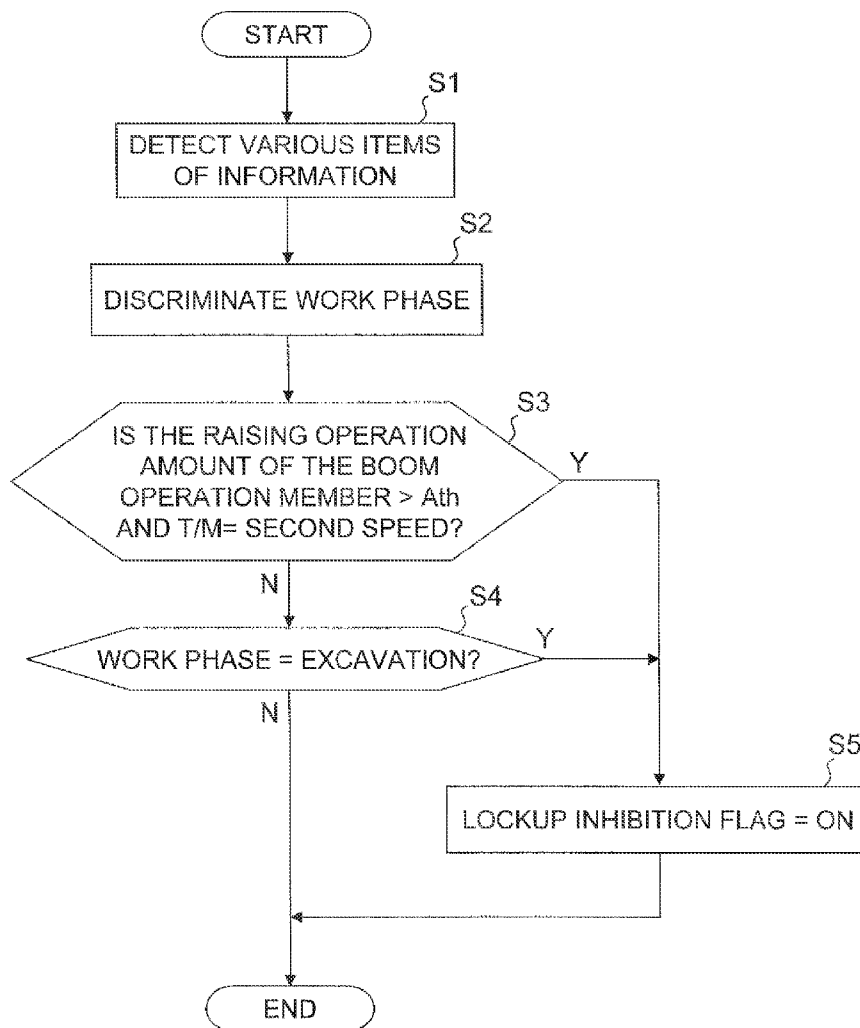 START
S1
DETECT VARIOUS ITEMS
OF INFORMATION
S2
DISCRIMINATE WORK PHASE
S3
IS THE RAISING OPERATION
AMOUNT OF THE BOOM
OPERATION MEMBER > Ath
AND T/M= SECOND SPEED?
Y
N
S4
WORK PHASE = EXCAVATION?
Y
N
S5
LOCKUP INHIBITION FLAG = ON
END